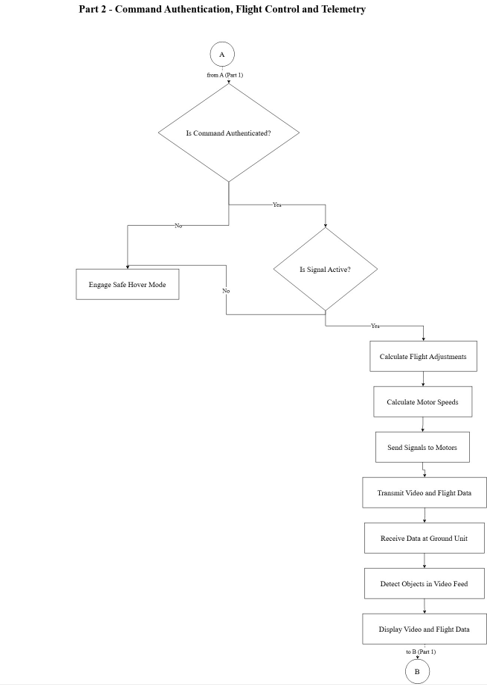 Part 2 - Command Authentication, Flight Control and Telemetry
A
from A (Part 1)
Is Command Authenticated?
Yes
No
Is Signal Active?
Engage Safe Hover Mode
No
Yes
Calculate Flight Adjustments
Calculate Motor Speeds
Send Signals to Motors
Transmit Video and Flight Data
Receive Data at Ground Unit
Detect Objects in Video Feed
Display Video and Flight Data
to B (Part 1)
B